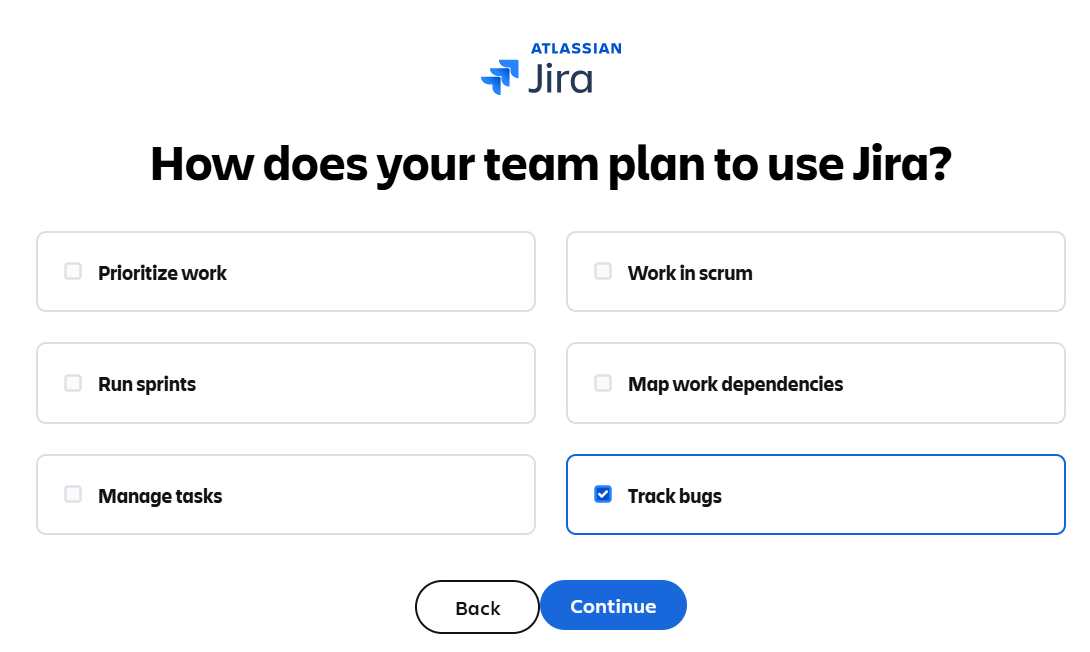 ATLASSIAN
Jira
How does your team plan to use Jira?
Prioritize work
Work in scrum
Run sprints
Map work dependencies
Manage tasks
Track bugs
Back
Continue